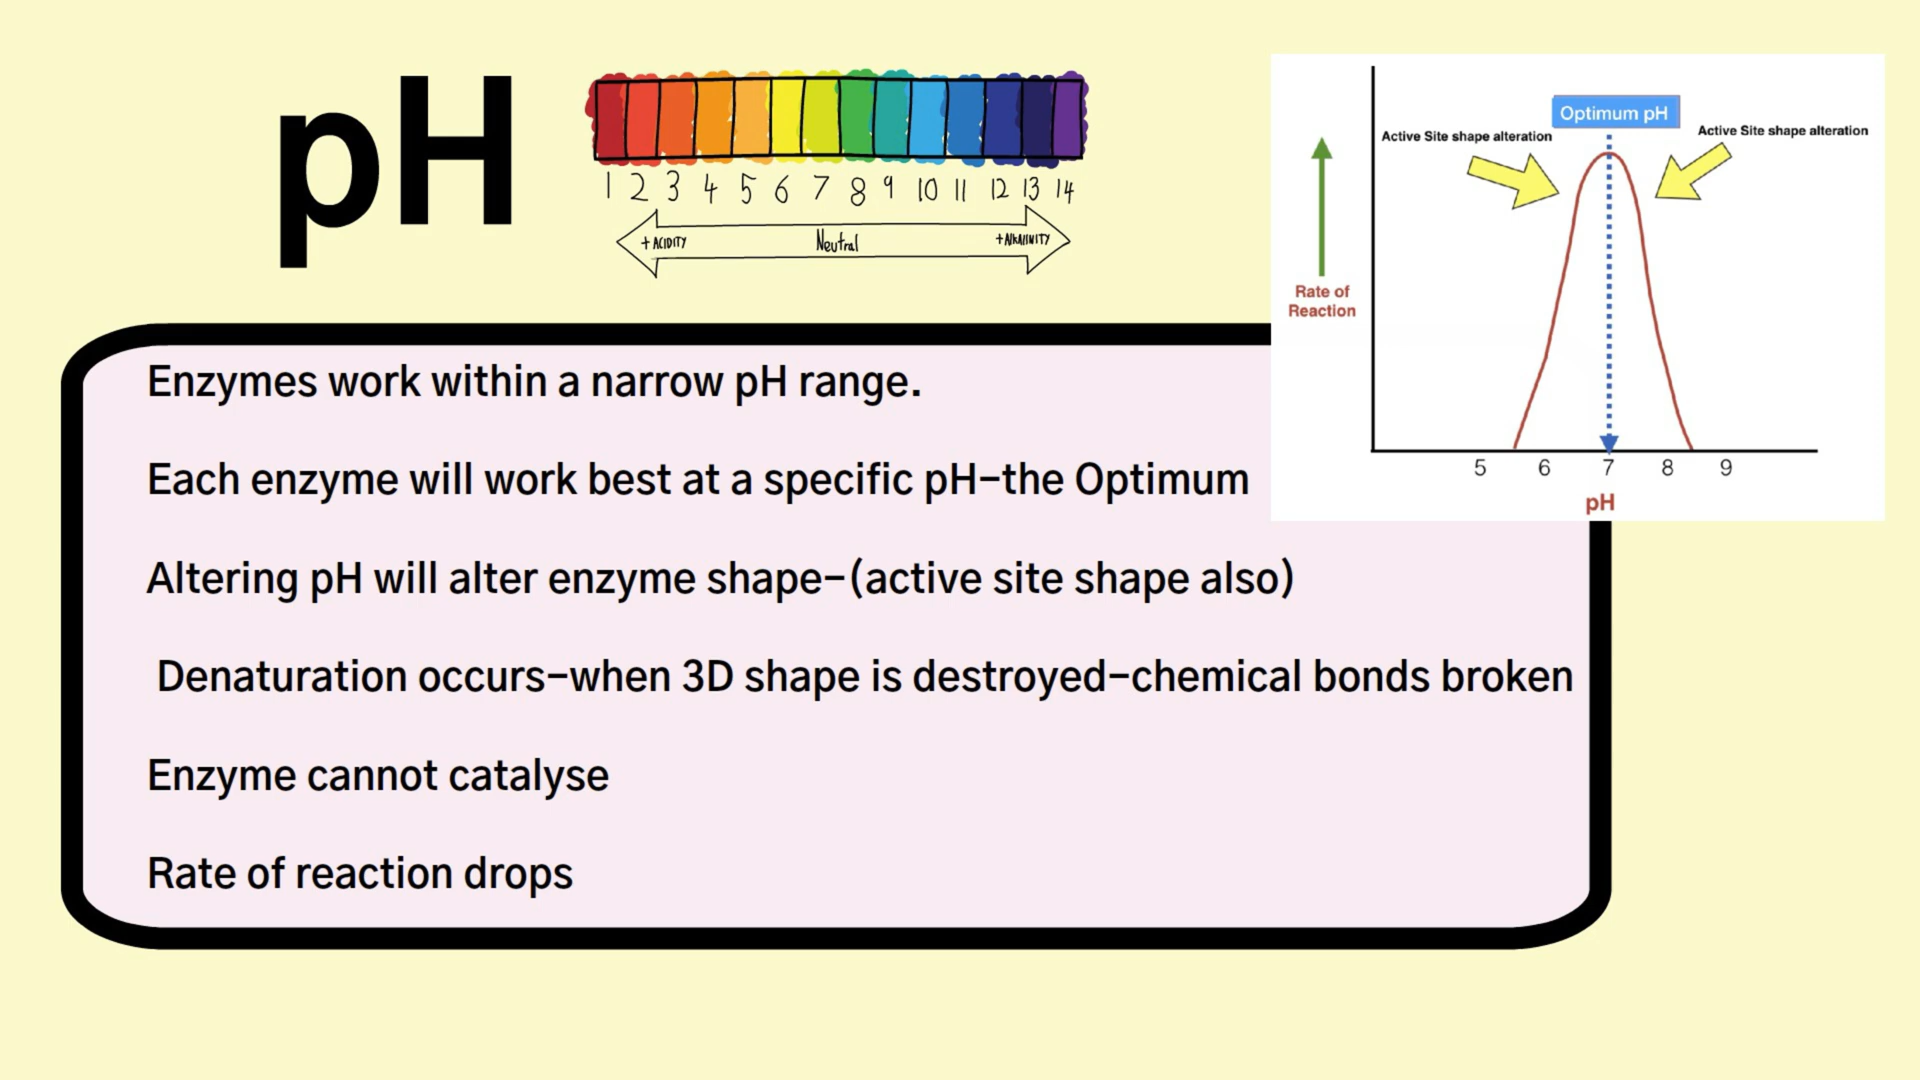 pH
1 2 3 4 5 6 7 8 9 10 11 12 13 14
+ACIDITY Neutral +AlkAlINITY
Optimum pH
Active Site shape alteration
Active Site shape alteration
Rate of
Reaction
5 6 7 8 9
pH
Enzymes work within a narrow pH range.
Each enzyme will work best at a specific pH-the Optimum
Altering pH will alter enzyme shape-(active site shape also)
Denaturation occurs-when 3D shape is destroyed-chemical bonds broken
Enzyme cannot catalyse
Rate of reaction drops